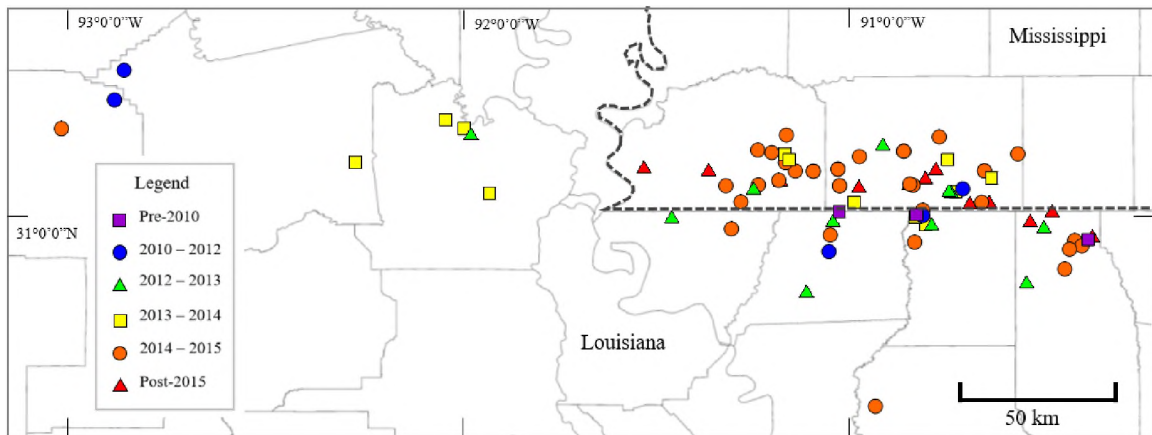 93°0'0"W
92°0'0"W
91°0'0"W
Mississippi
31°0'0"N
Legend
Pre-2010
2010 – 2012
2012 – 2013
2013 – 2014
2014 – 2015
Post-2015
Louisiana
50 km